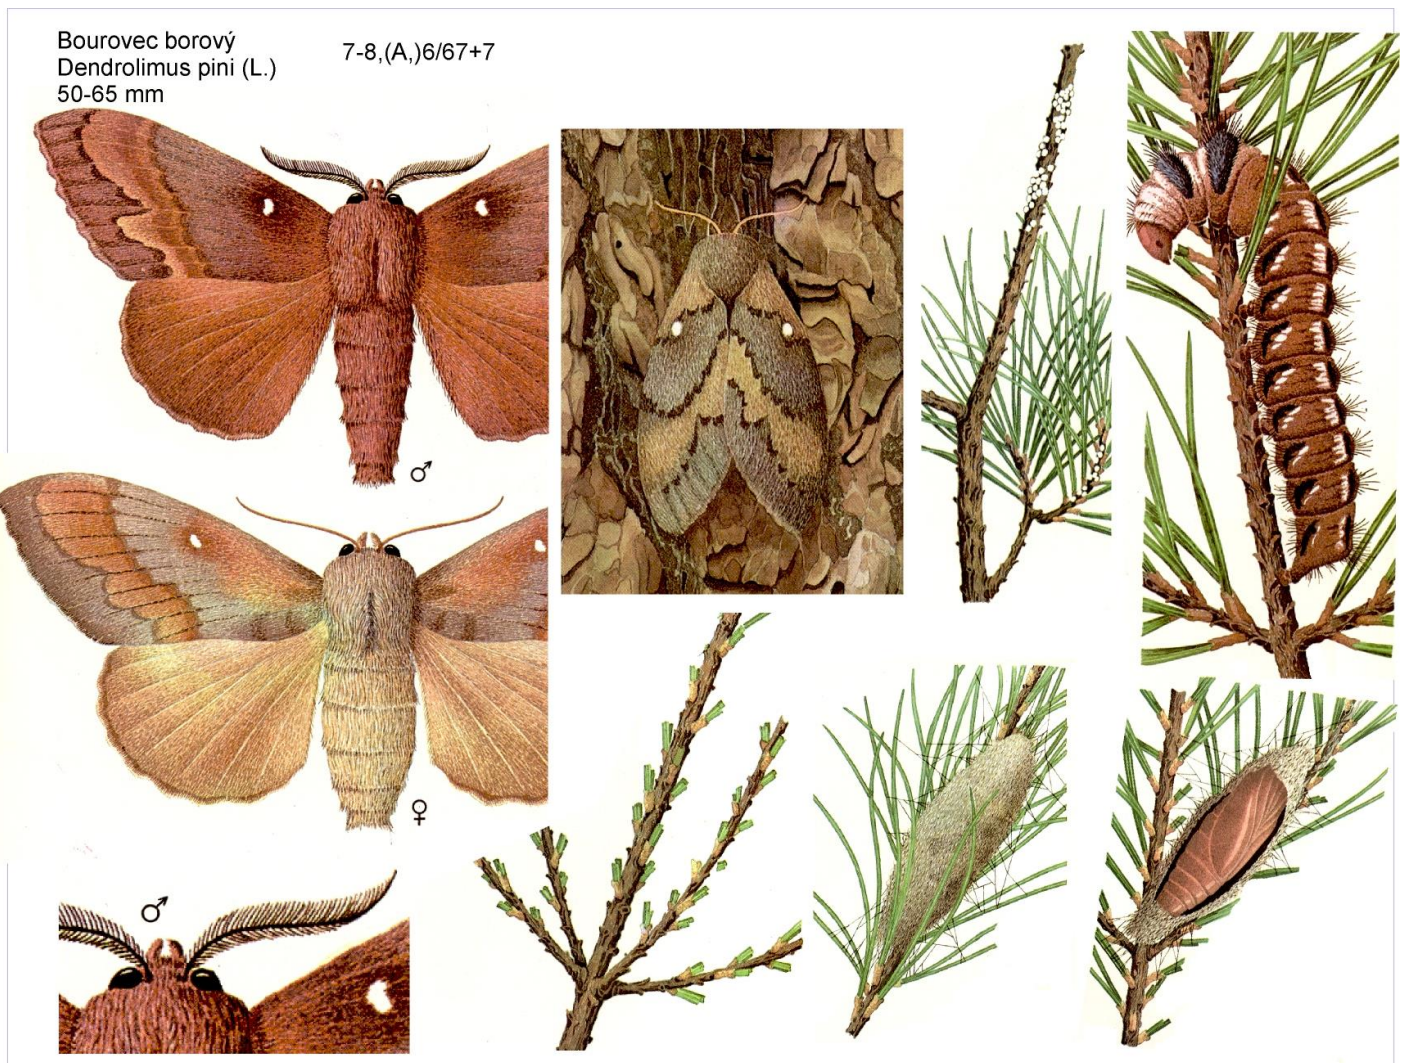 Bourovec borový
Dendrolimus pini (L.)
50-65 mm
7-8,(A,)6/67+7
♂
♀
♂